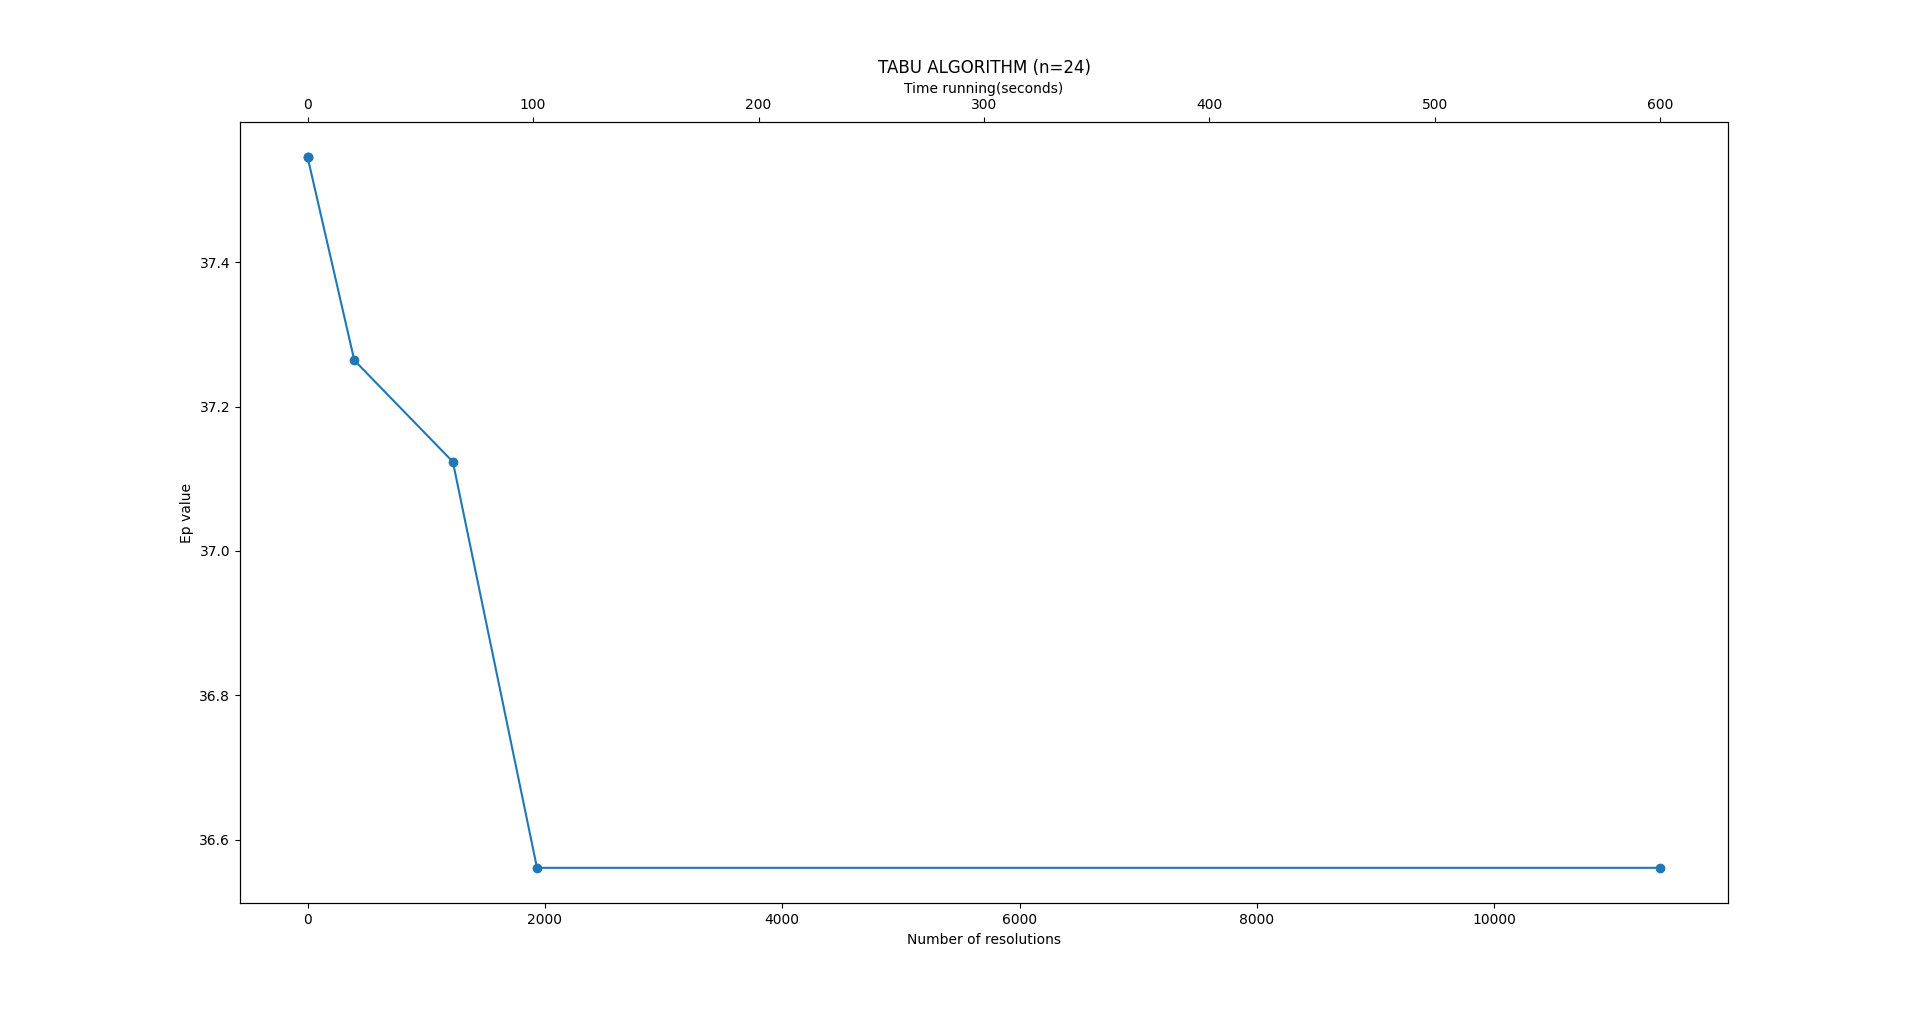 TABU ALGORITHM (n=24)
Time running(seconds)
0 100 200 300 400 500 600
37.4
37.2
37.0
36.8
36.6
Ep value
0 2000 4000 6000 8000 10000
Number of resolutions